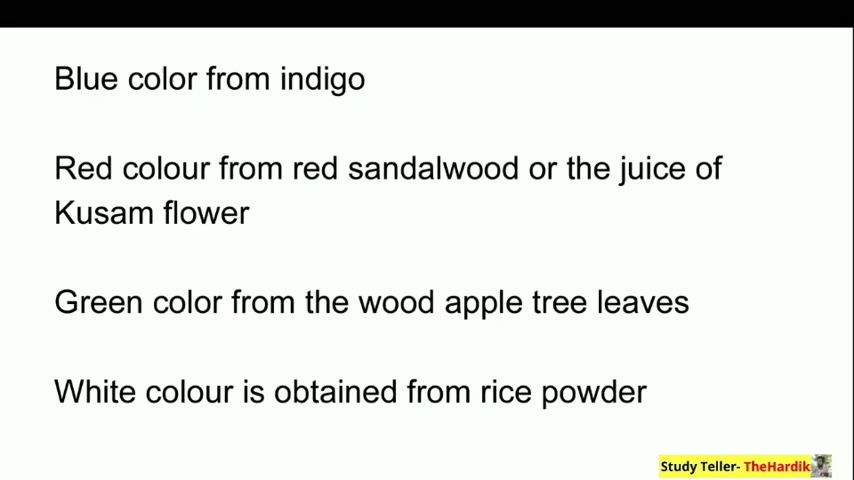 Blue color from indigo
Red colour from red sandalwood or the juice of
Kusam flower
Green color from the wood apple tree leaves
White colour is obtained from rice powder
Study Teller- TheHardik